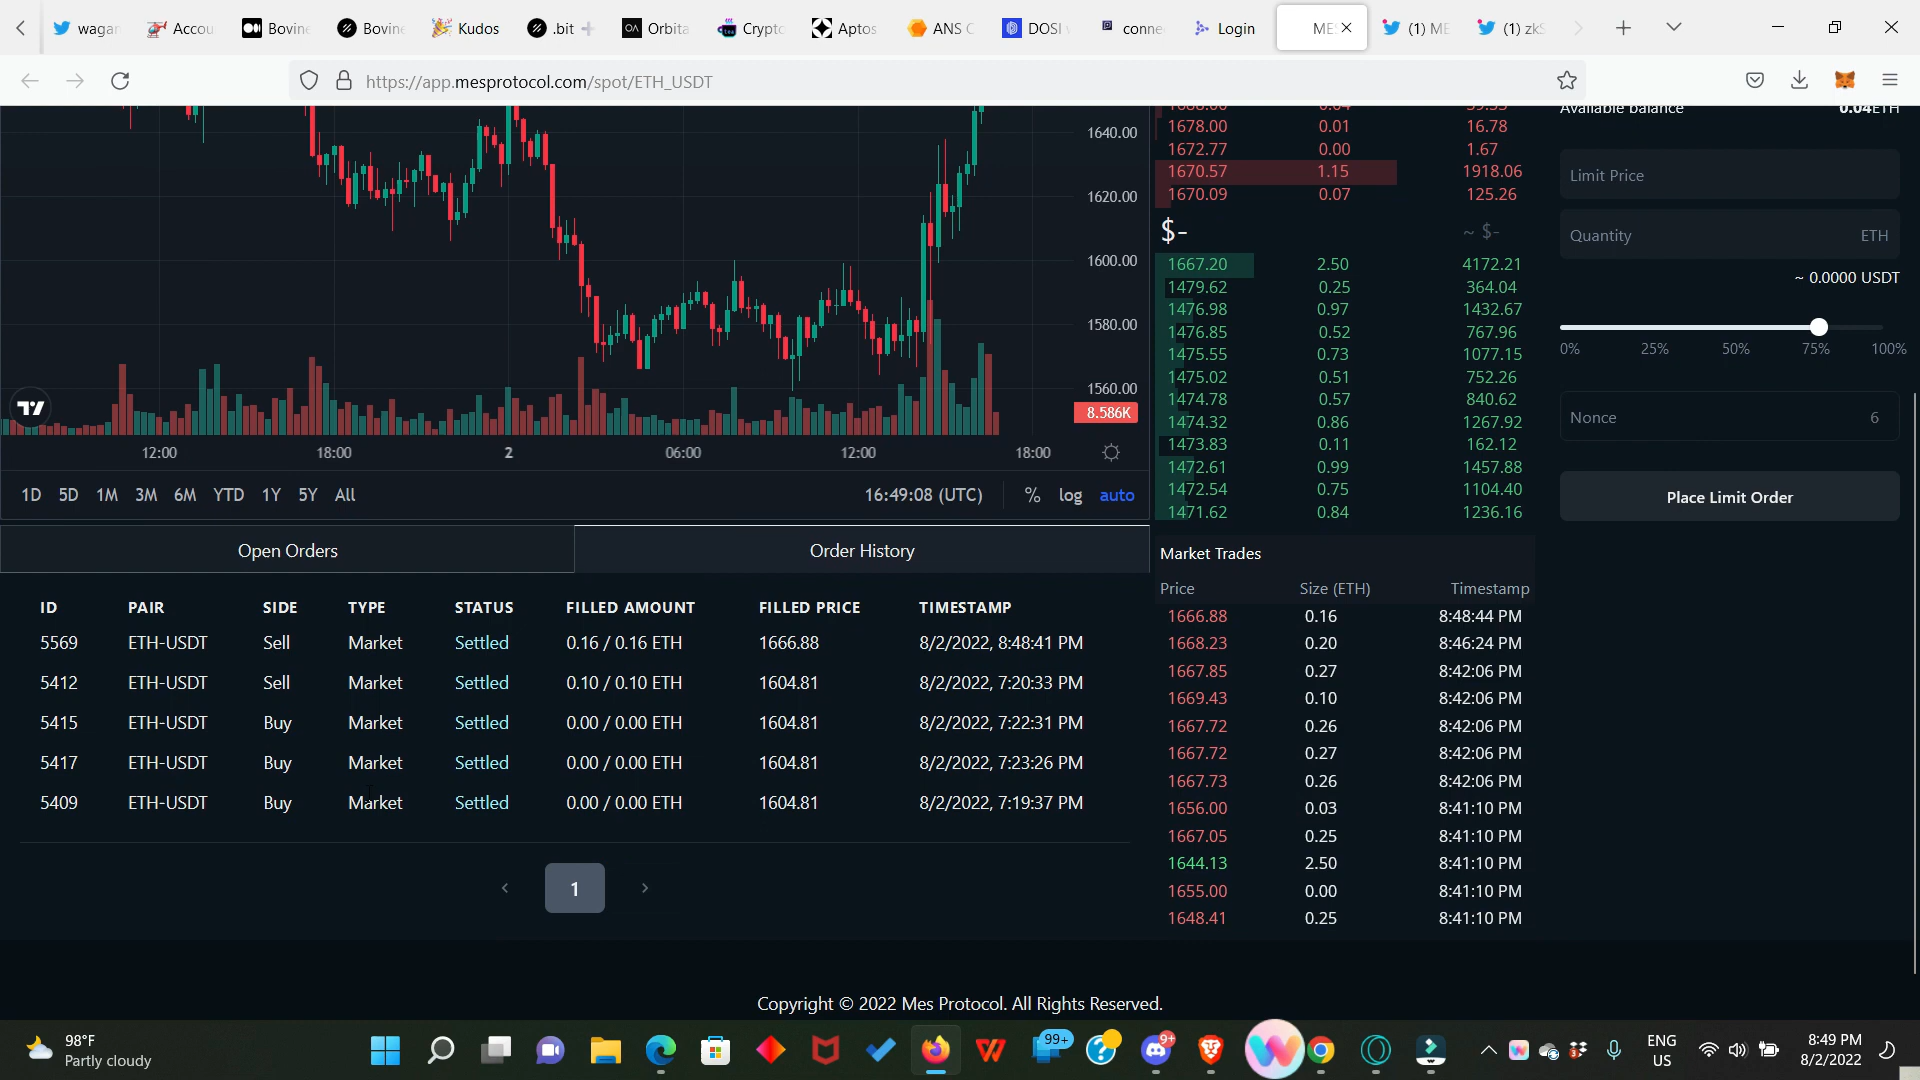 wagar
Accou
Bovine
Bovine
Kudos
.bit
Orbita
Crypto
Aptos
ANS C
DOSI
conne
Login
MES
(1) ME
(1) zkS
https://app.mesprotocol.com/spot/ETH_USDT
1640.00
1620.00
1600.00
1580.00
1560.00
8.586K
12:00 18:00 2 06:00 12:00 18:00
1D 5D 1M 3M 6M YTD 1Y 5Y All
16:49:08 (UTC) % log auto
Open Orders
Order History
ID PAIR SIDE TYPE STATUS FILLED AMOUNT FILLED PRICE TIMESTAMP
5569 ETH-USDT Sell Market Settled 0.16 / 0.16 ETH 1666.88 8/2/2022, 8:48:41 PM
5412 ETH-USDT Sell Market Settled 0.10 / 0.10 ETH 1604.81 8/2/2022, 7:20:33 PM
5415 ETH-USDT Buy Market Settled 0.00 / 0.00 ETH 1604.81 8/2/2022, 7:22:31 PM
5417 ETH-USDT Buy Market Settled 0.00 / 0.00 ETH 1604.81 8/2/2022, 7:23:26 PM
5409 ETH-USDT Buy Market Settled 0.00 / 0.00 ETH 1604.81 8/2/2022, 7:19:37 PM
1
1678.00 0.01 16.78
1672.77 0.00 1.67
1670.57 1.15 1918.06
1670.09 0.07 125.26
$- ~ $-
1667.20 2.50 4172.21
1479.62 0.25 364.04
1476.98 0.97 1432.67
1476.85 0.52 767.96
1475.55 0.73 1077.15
1475.02 0.51 752.26
1474.78 0.57 840.62
1474.32 0.86 1267.92
1473.83 0.11 162.12
1472.61 0.99 1457.88
1472.54 0.75 1104.40
1471.62 0.84 1236.16
Market Trades
Price Size (ETH) Timestamp
1666.88 0.16 8:48:44 PM
1668.23 0.20 8:46:24 PM
1667.85 0.27 8:42:06 PM
1669.43 0.10 8:42:06 PM
1667.72 0.26 8:42:06 PM
1667.72 0.27 8:42:06 PM
1667.73 0.26 8:42:06 PM
1656.00 0.03 8:41:10 PM
1667.05 0.25 8:41:10 PM
1644.13 2.50 8:41:10 PM
1655.00 0.00 8:41:10 PM
1648.41 0.25 8:41:10 PM
Available balance 0.04ETH
Limit Price
Quantity ETH
~ 0.0000 USDT
0% 25% 50% 75% 100%
Nonce 6
Place Limit Order
Copyright © 2022 Mes Protocol. All Rights Reserved.
98°F
Partly cloudy
99+
9+
ENG
US
8:49 PM
8/2/2022